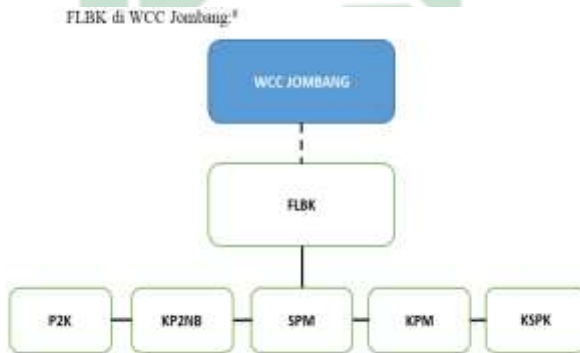 FLBK di WCC Jombang:⁸
WCC JOMBANG
FLBK
P2K KP2NB SPM KPM KSPK